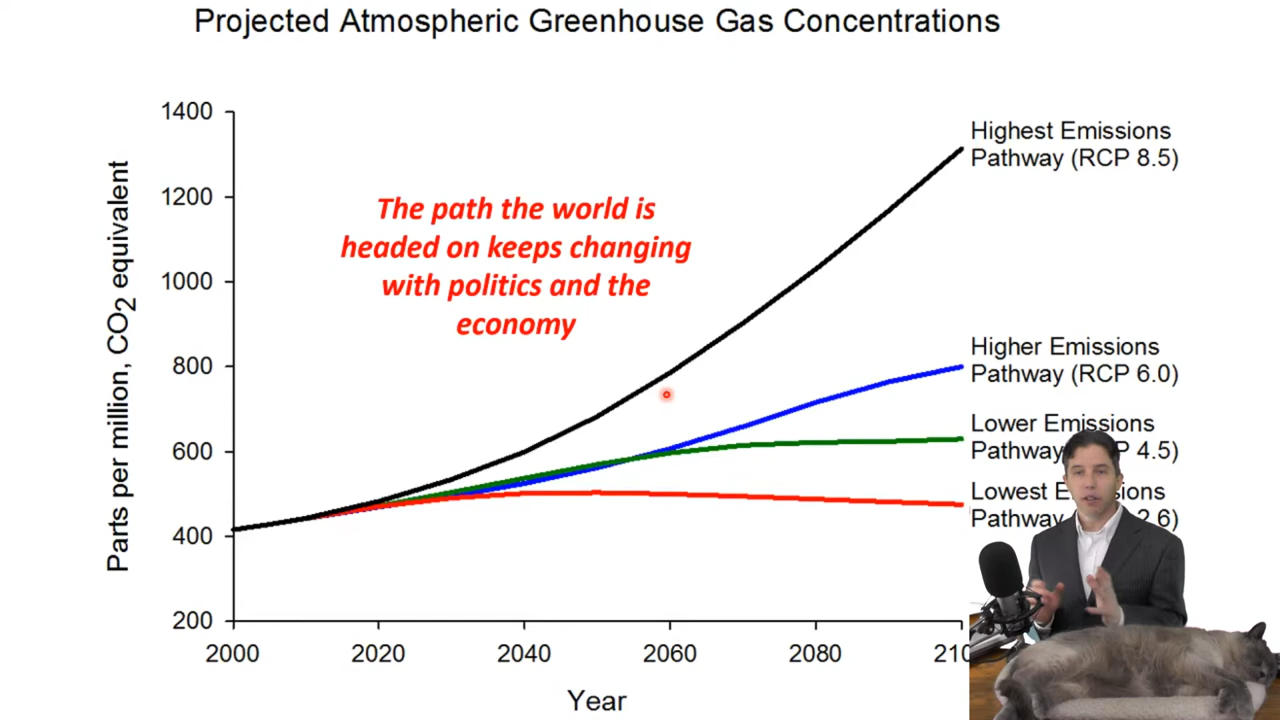 Projected Atmospheric Greenhouse Gas Concentrations
1400
1200
1000
800
600
400
200
Parts per million, CO2 equivalent
The path the world is
headed on keeps changing
with politics and the
economy
Highest Emissions
Pathway (RCP 8.5)
Higher Emissions
Pathway (RCP 6.0)
Lower Emissions
Pathway P 4.5)
Lowest E ssions
Pathway 2.6)
2000
2020
2040
2060
2080
210
Year